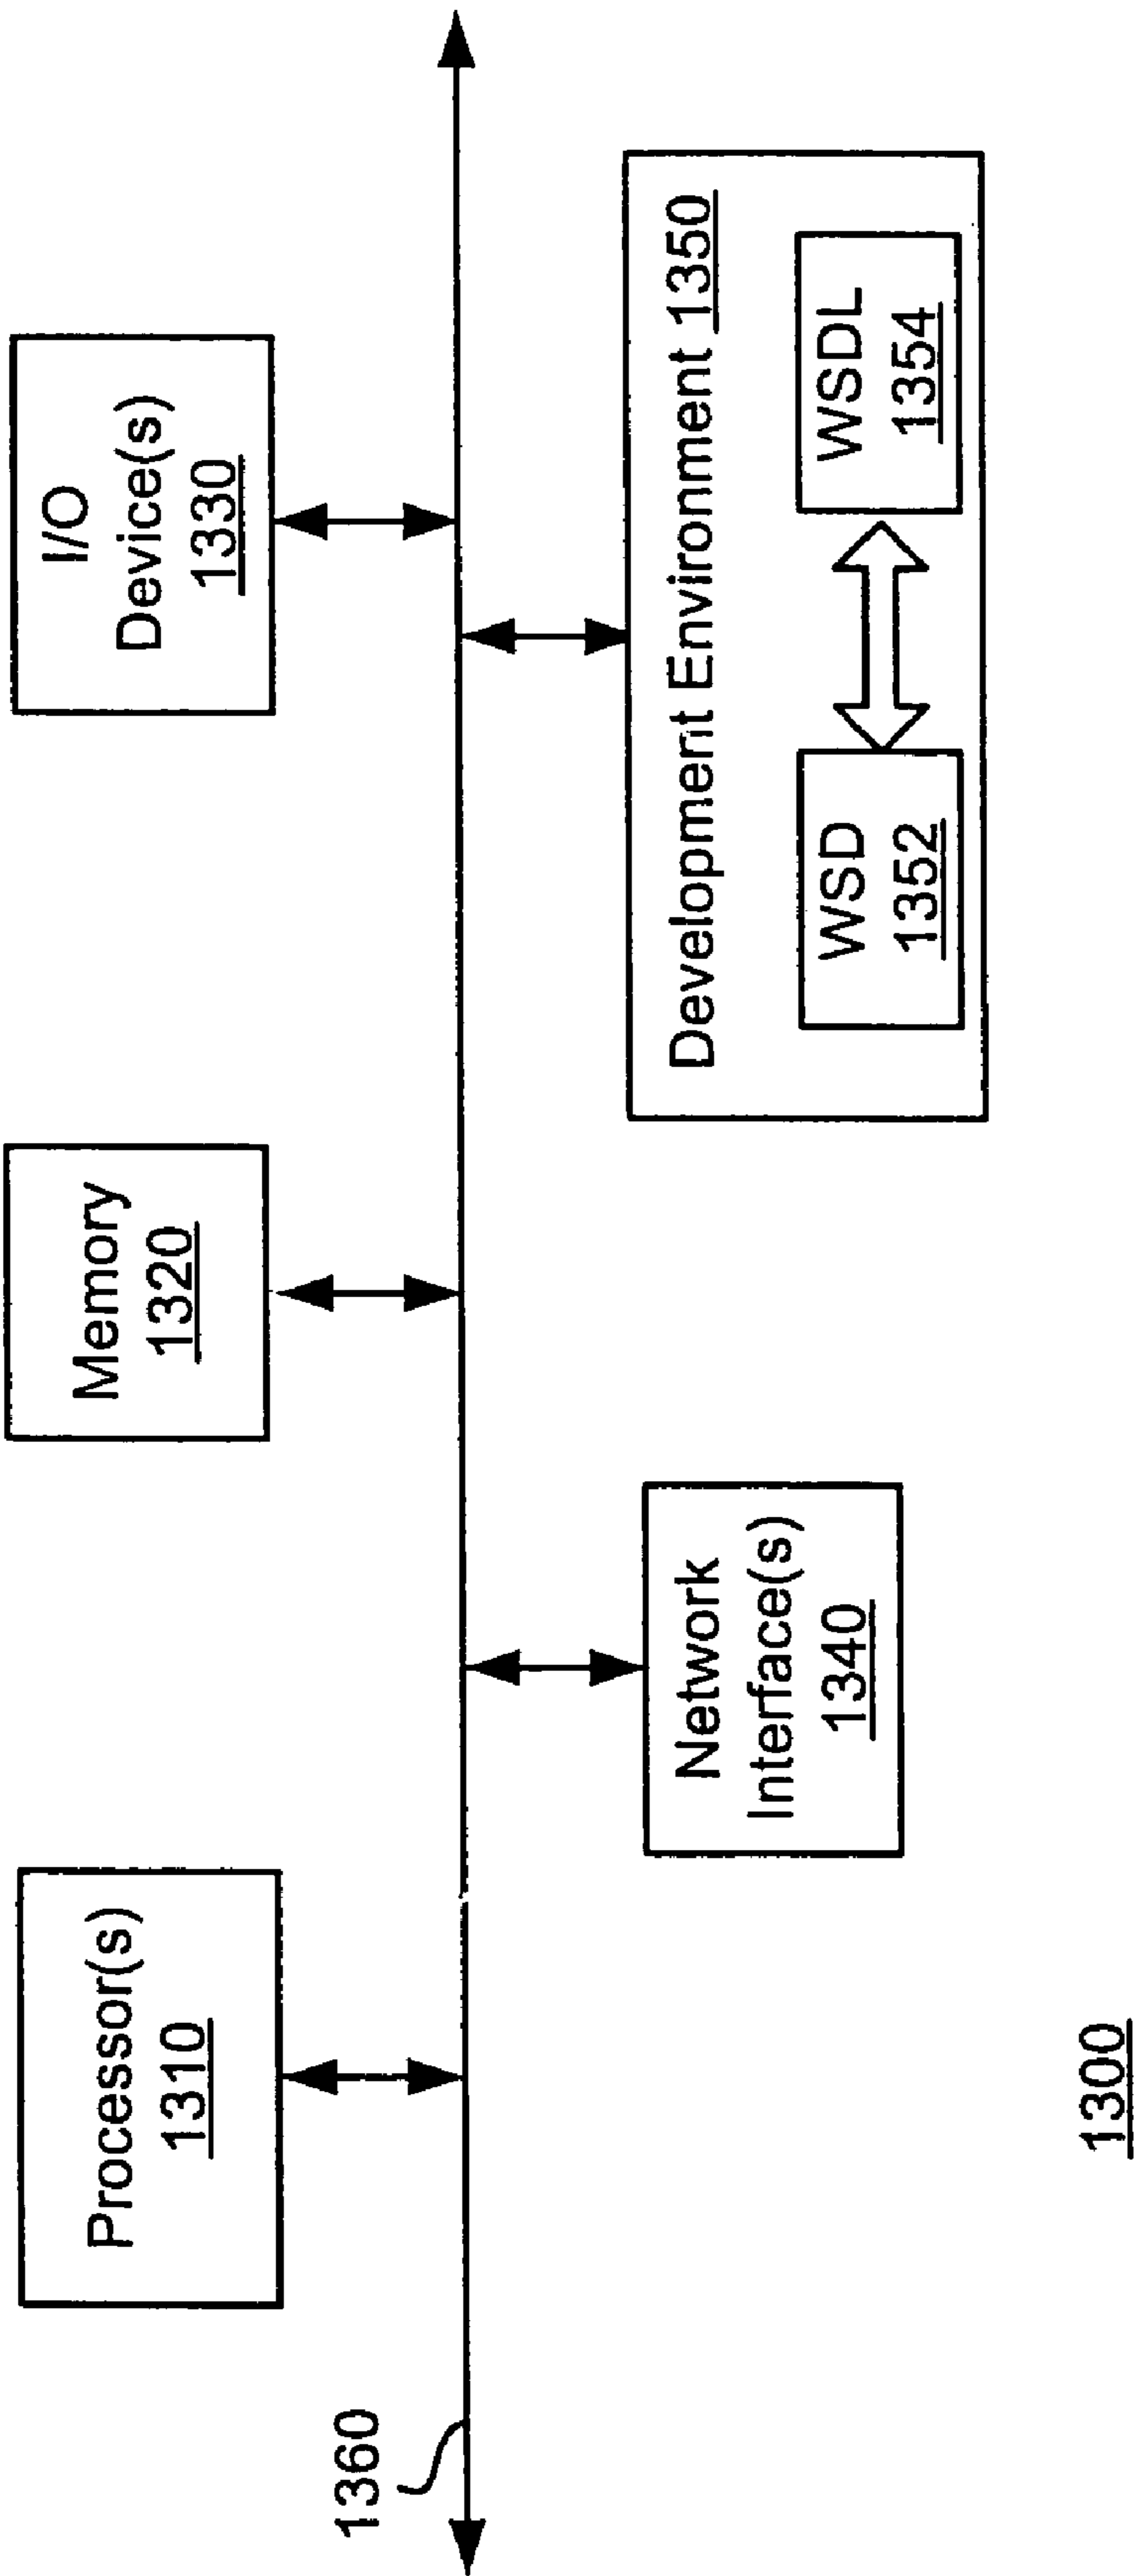 Processor(s)
1310
Memory
1320
I/O
Device(s)
1330
1360
Network
Interface(s)
1340
Development Environment 1350
WSD
1352
WSDL
1354
1300